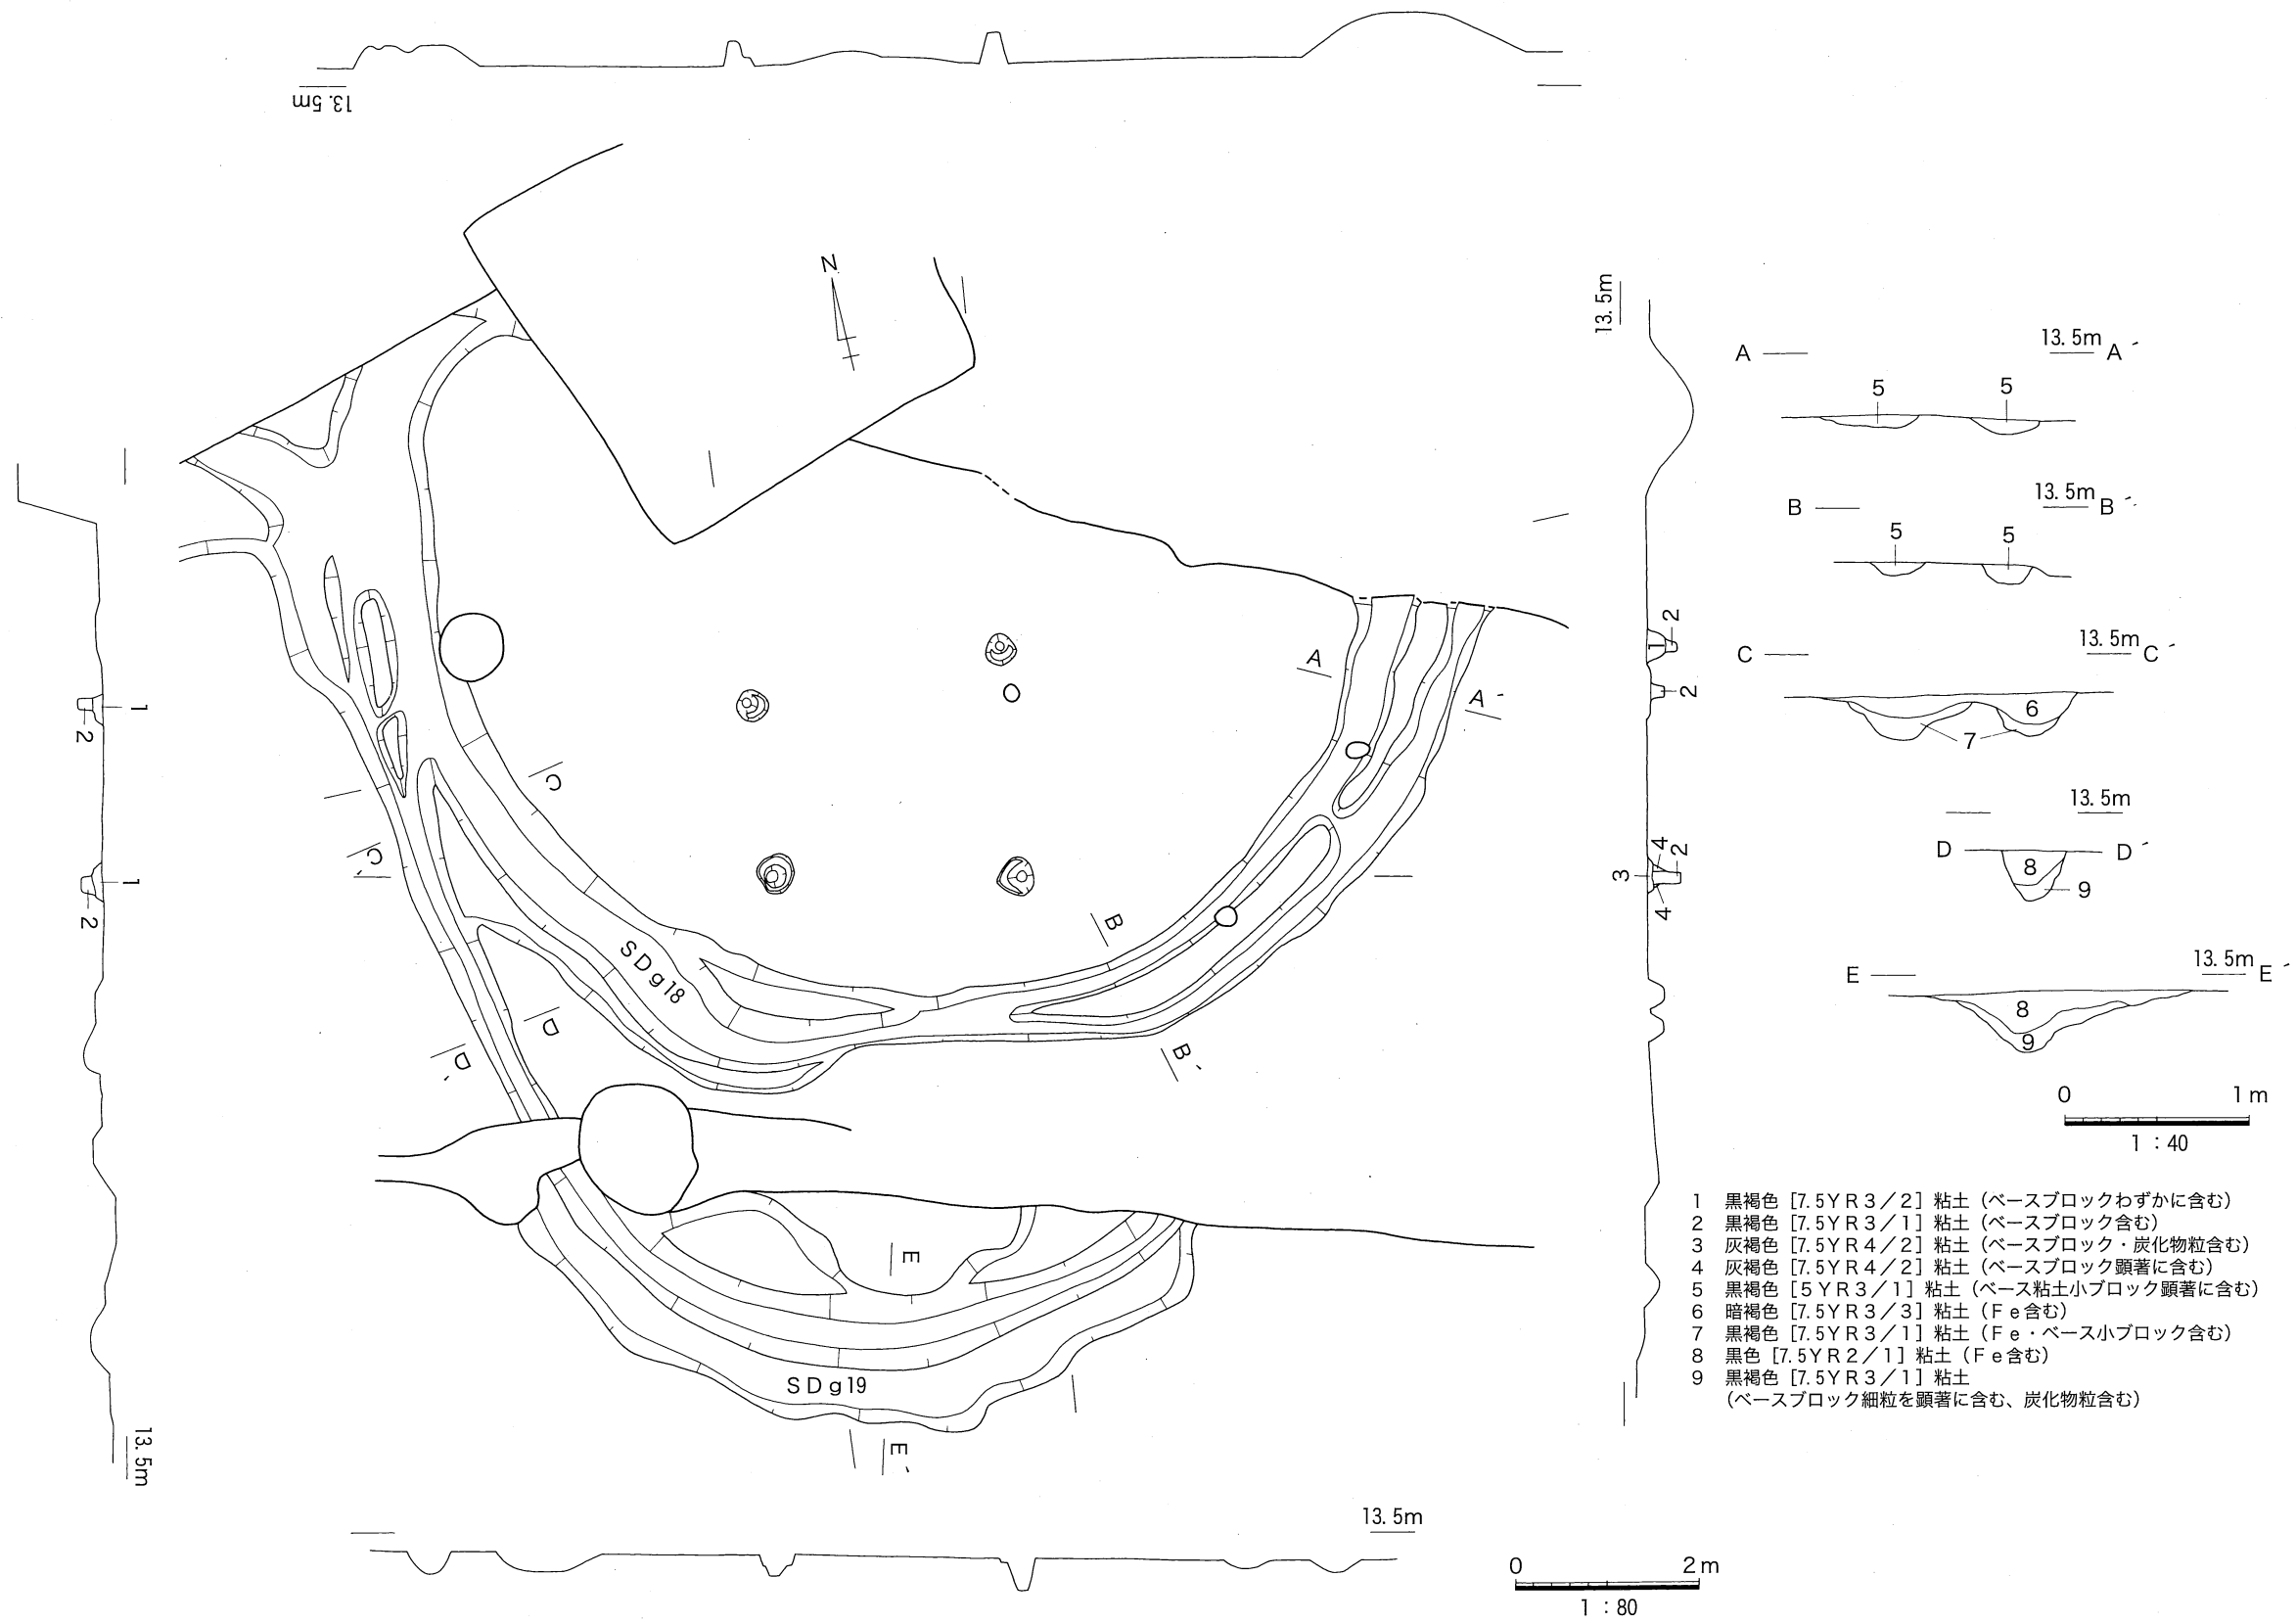 13.5m
N
13.5m
A 13.5m A´
5 5
B 13.5m B´
5 5
C 13.5m C´
6
7
13.5m
D D´
8
9
E 13.5m E´
8
9
0 1m
1：40
A
A´
B
B´
C
C´
D
D´
E
E´
SDg18
SDg19
1
2
1
2
13.5m
2
1
2
4
2
3
4
13.5m
0 2m
1：80
1 黒褐色［7.5ＹＲ３／２］粘土（ベースブロックわずかに含む）
2 黒褐色［7.5ＹＲ３／１］粘土（ベースブロック含む）
3 灰褐色［7.5ＹＲ４／２］粘土（ベースブロック・炭化物粒含む）
4 灰褐色［7.5ＹＲ４／２］粘土（ベースブロック顕著に含む）
5 黒褐色［５ＹＲ３／１］粘土（ベース粘土小ブロック顕著に含む）
6 暗褐色［7.5ＹＲ３／３］粘土（Ｆｅ含む）
7 黒褐色［7.5ＹＲ３／１］粘土（Ｆｅ・ベース小ブロック含む）
8 黒色［7.5ＹＲ２／１］粘土（Ｆｅ含む）
9 黒褐色［7.5ＹＲ３／１］粘土
（ベースブロック細粒を顕著に含む、炭化物粒含む）